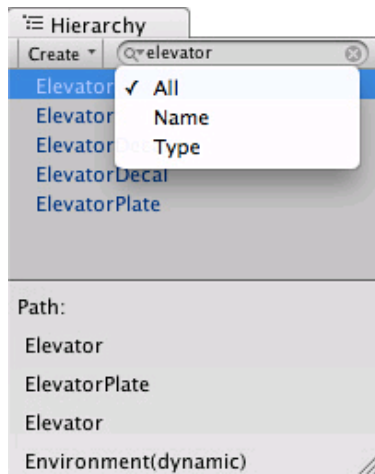 Hierarchy
Create elevator
Elevator All
Elevator Name
Elevator Type
ElevatorDecal
ElevatorPlate
Path:
Elevator
ElevatorPlate
Elevator
Environment(dynamic)